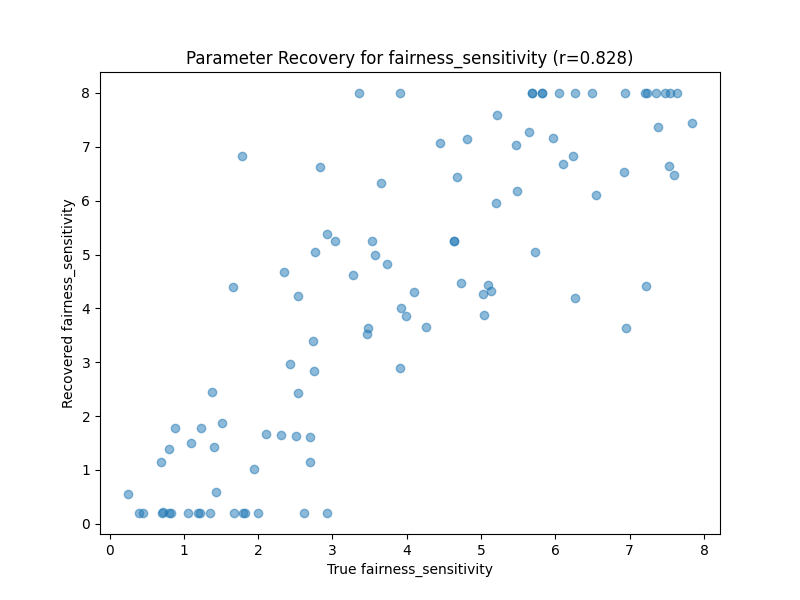 Parameter Recovery for fairness_sensitivity (r=0.828)
Recovered fairness_sensitivity
8
7
6
5
4
3
2
1
0
0 1 2 3 4 5 6 7 8
True fairness_sensitivity